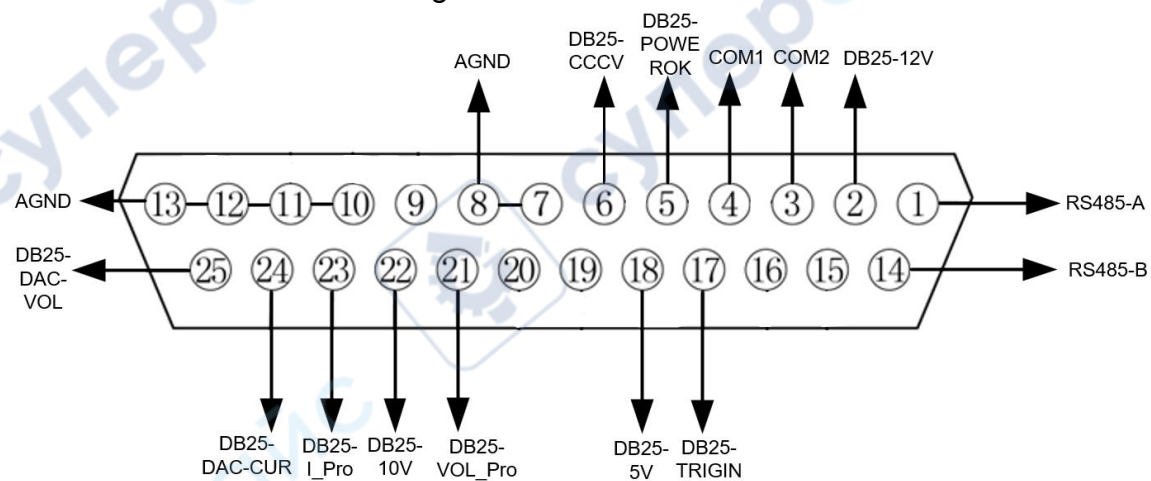 DB25-
CCCV
DB25-
POWE
ROK
AGND
COM1
COM2
DB25-12V
AGND
13
12
11
10
9
8
7
6
5
4
3
2
1
RS485-A
DB25-
DAC-
VOL
25
24
23
22
21
20
19
18
17
16
15
14
RS485-B
DB25-
DAC-CUR
DB25-
I_Pro
DB25-
10V
DB25-
VOL_Pro
DB25-
5V
DB25-
TRIGIN
супер